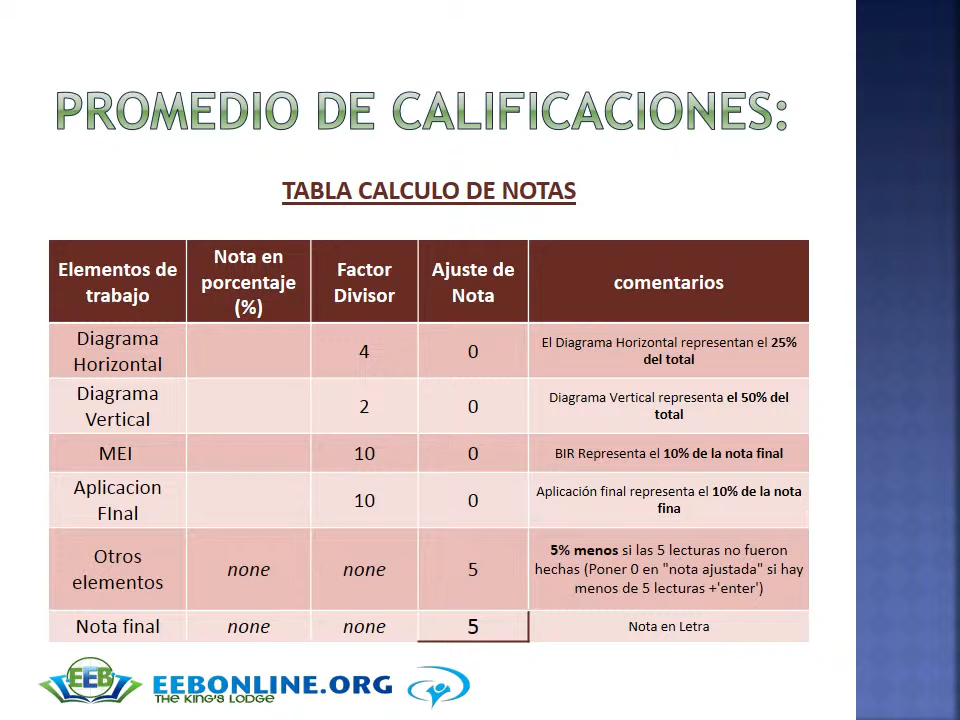 PROMEDIO DE CALIFICACIONES:
TABLA CALCULO DE NOTAS
Elementos de
trabajo
Nota en
porcentaje
(%)
Factor
Divisor
Ajuste de
Nota
comentarios
Diagrama
Horizontal
4
0
El Diagrama Horizontal representan el 25%
del total
Diagrama
Vertical
2
0
Diagrama Vertical representa el 50% del
total
MEI
10
0
BIR Representa el 10% de la nota final
Aplicacion
FInal
10
0
Aplicación final representa el 10% de la nota
fina
Otros
elementos
none
none
5
5% menos si las 5 lecturas no fueron
hechas (Poner 0 en "nota ajustada" si hay
menos de 5 lecturas +'enter')
Nota final
none
none
5
Nota en Letra
EEB
EEBONLINE.ORG
THE KING'S LODGE